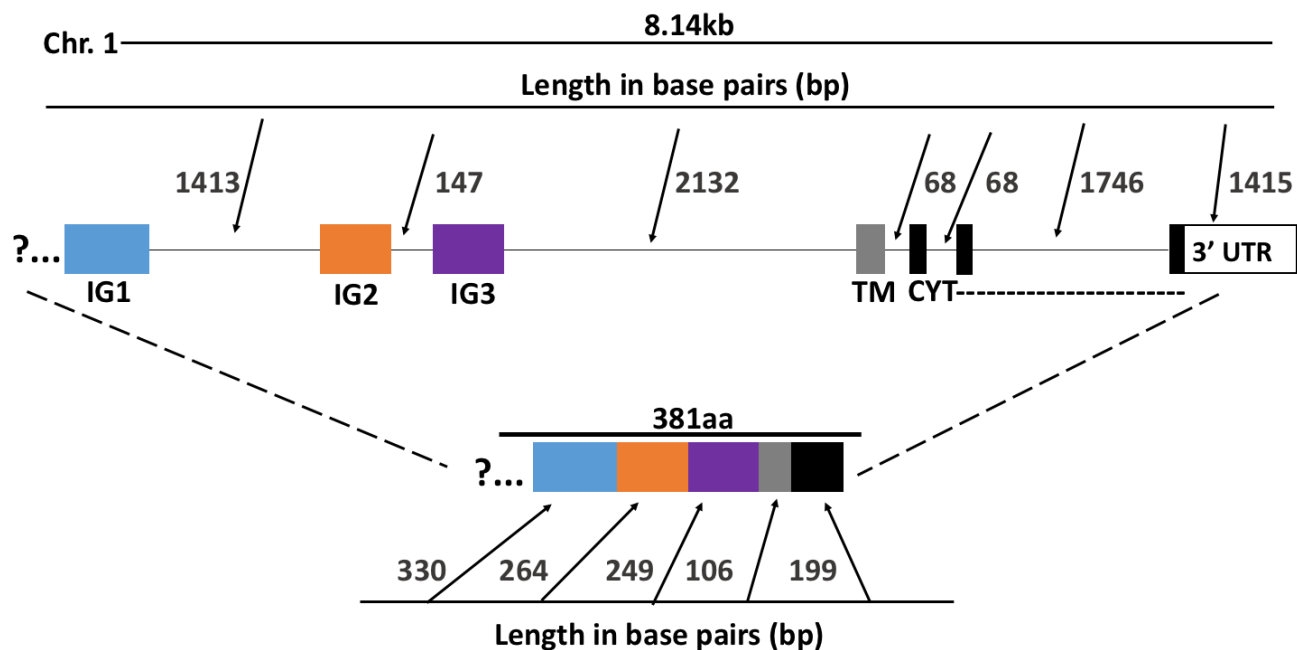 8.14kb
Chr. 1
Length in base pairs (bp)
1413 147 2132 68 68 1746 1415
?... 3’ UTR
IG1 IG2 IG3 TM CYT
381aa
?...
330 264 249 106 199
Length in base pairs (bp)